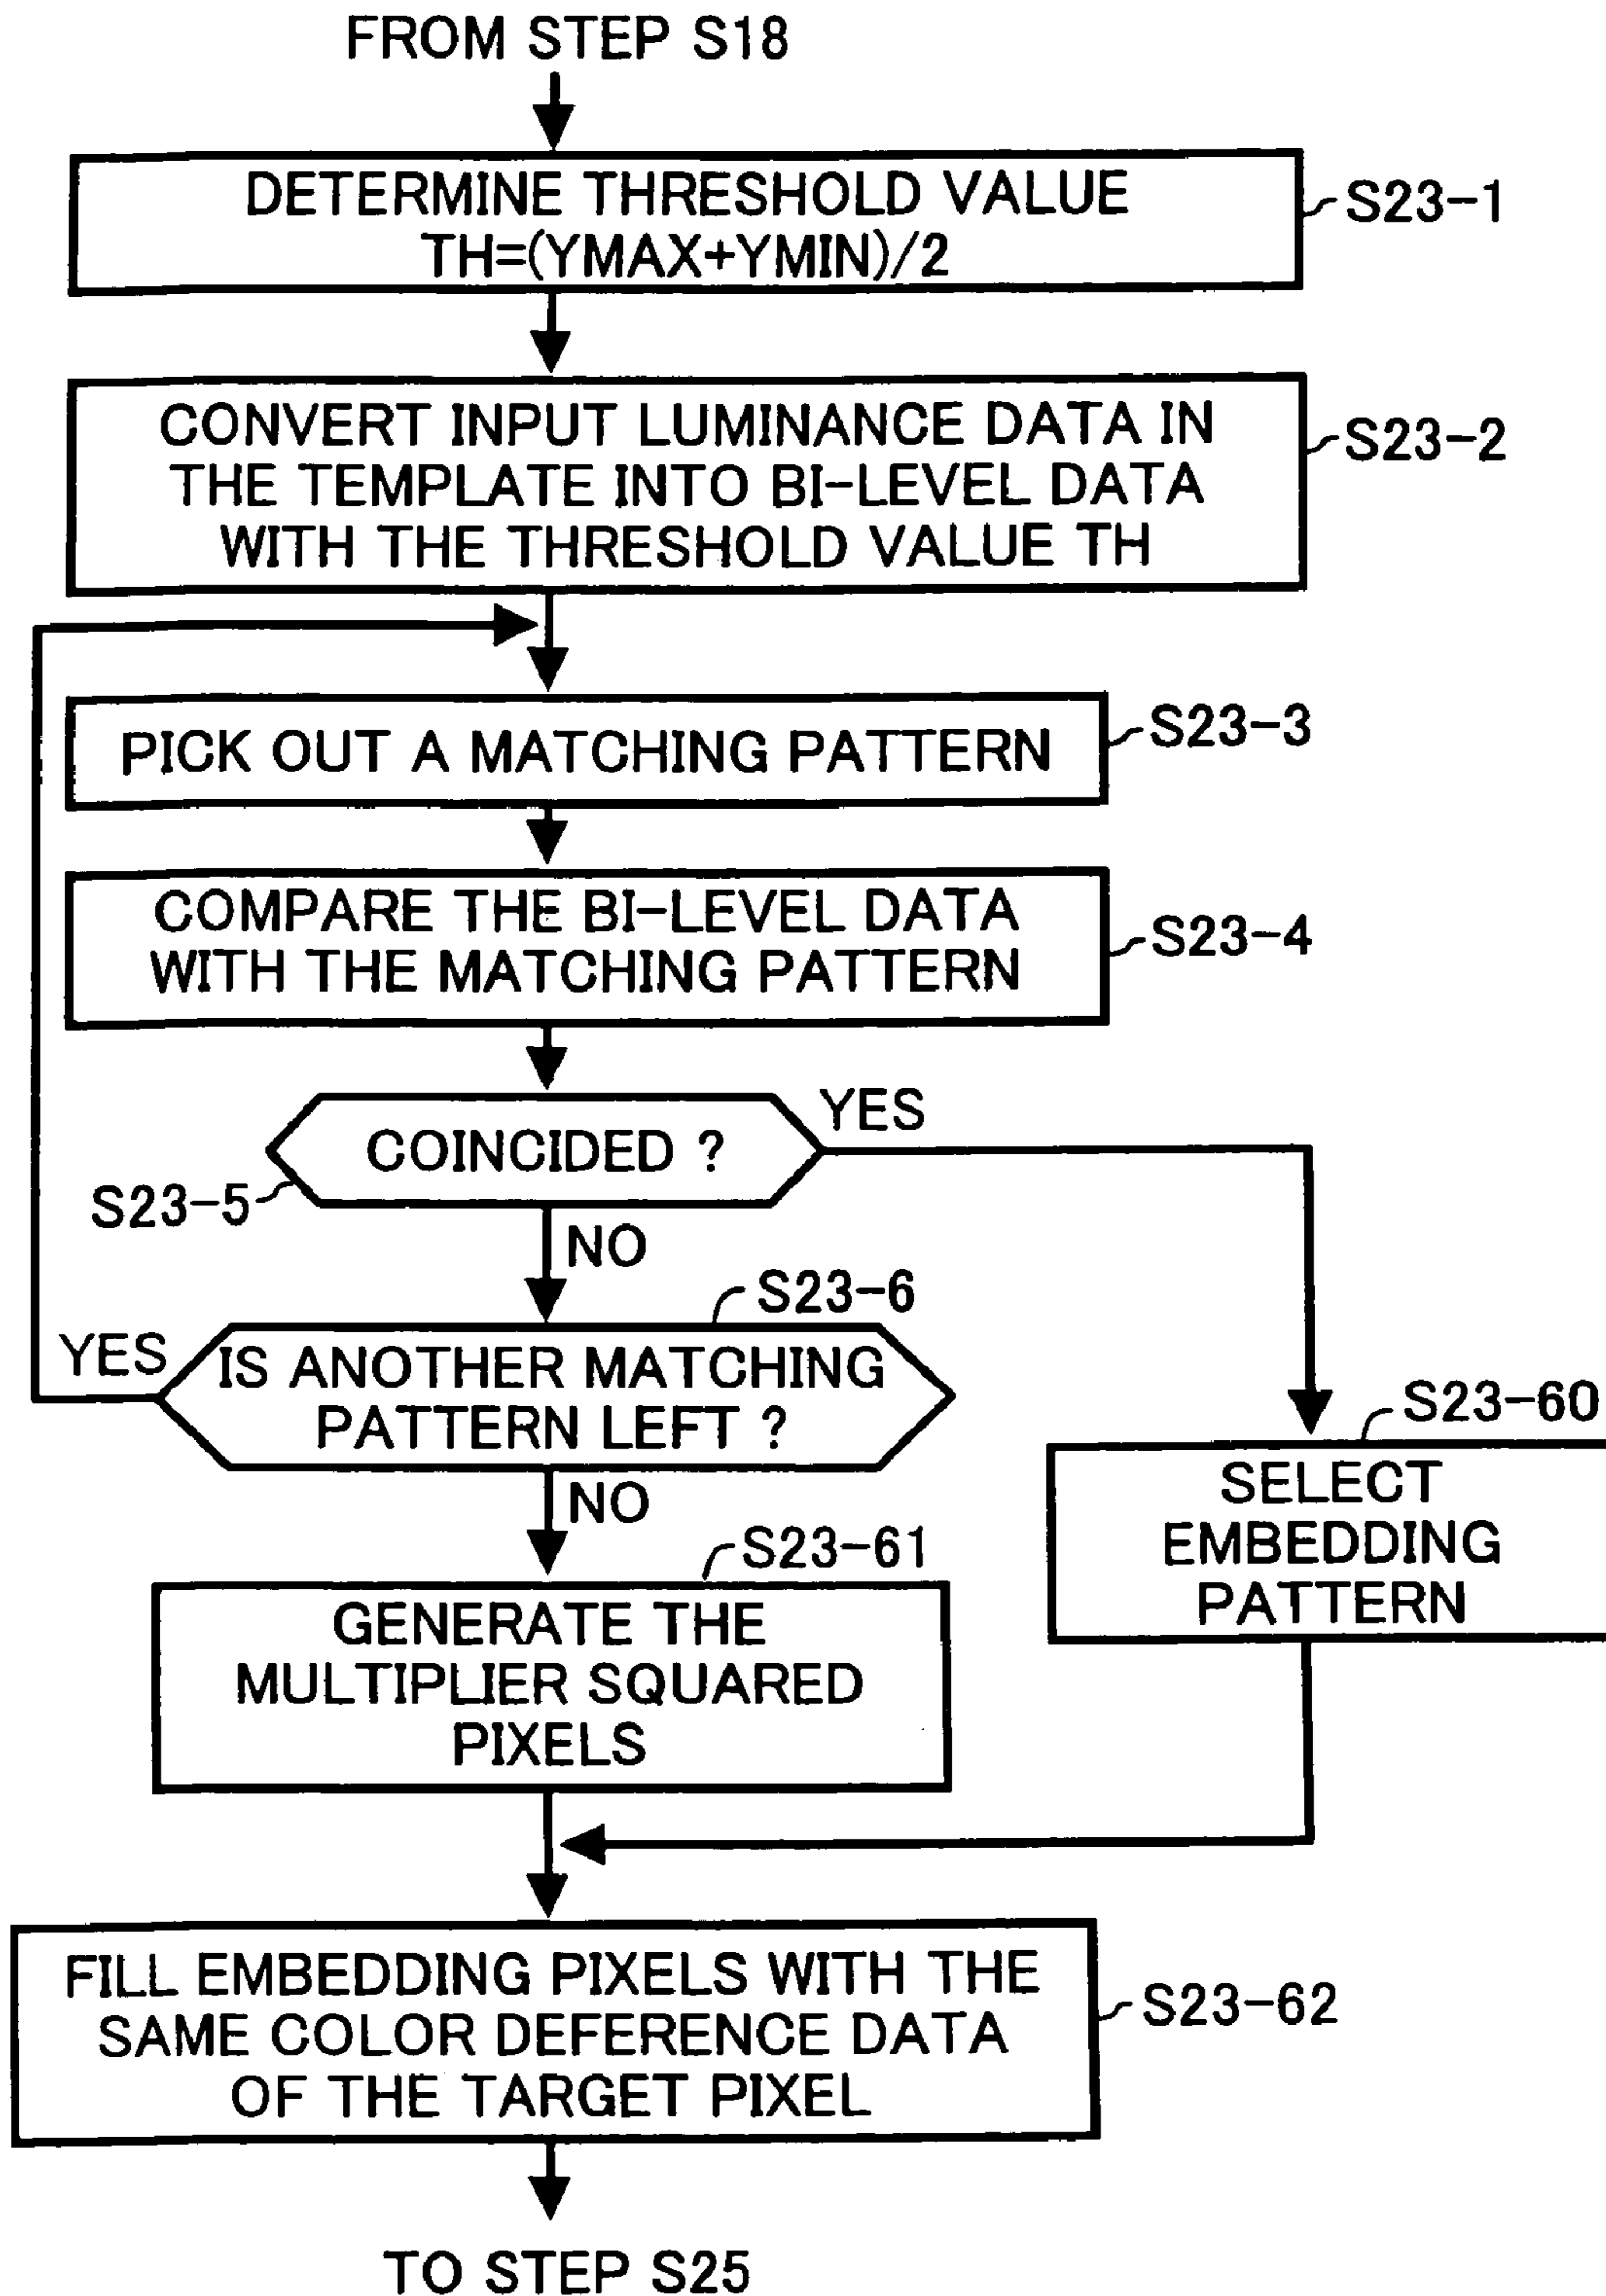 FROM STEP S18
DETERMINE THRESHOLD VALUE
TH=(YMAX+YMIN)/2
S23-1
CONVERT INPUT LUMINANCE DATA IN
THE TEMPLATE INTO BI-LEVEL DATA
WITH THE THRESHOLD VALUE TH
S23-2
PICK OUT A MATCHING PATTERN
S23-3
COMPARE THE BI-LEVEL DATA
WITH THE MATCHING PATTERN
S23-4
COINCIDED ?
YES
S23-5
NO
S23-6
YES
IS ANOTHER MATCHING
PATTERN LEFT ?
S23-60
SELECT
EMBEDDING
PATTERN
NO
S23-61
GENERATE THE
MULTIPLIER SQUARED
PIXELS
FILL EMBEDDING PIXELS WITH THE
SAME COLOR DEFERENCE DATA
OF THE TARGET PIXEL
S23-62
TO STEP S25